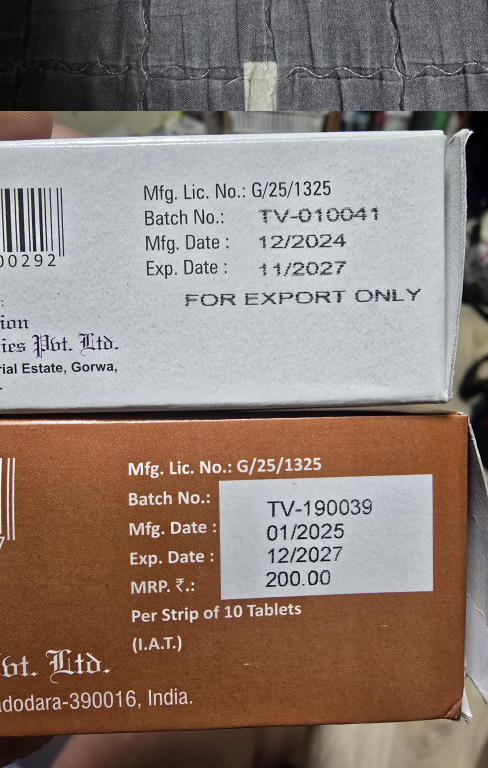 Mfg. Lic. No.: G/25/1325
Batch No.: TV-010041
Mfg. Date : 12/2024
Exp. Date : 11/2027
FOR EXPORT ONLY
00292
ion
ies Pvt. Ltd.
rial Estate, Gorwa,
Mfg. Lic. No.: G/25/1325
Batch No.: TV-190039
Mfg. Date : 01/2025
Exp. Date : 12/2027
MRP. ₹.: 200.00
Per Strip of 10 Tablets
(I.A.T.)
vt. Ltd.
dodara-390016, India.